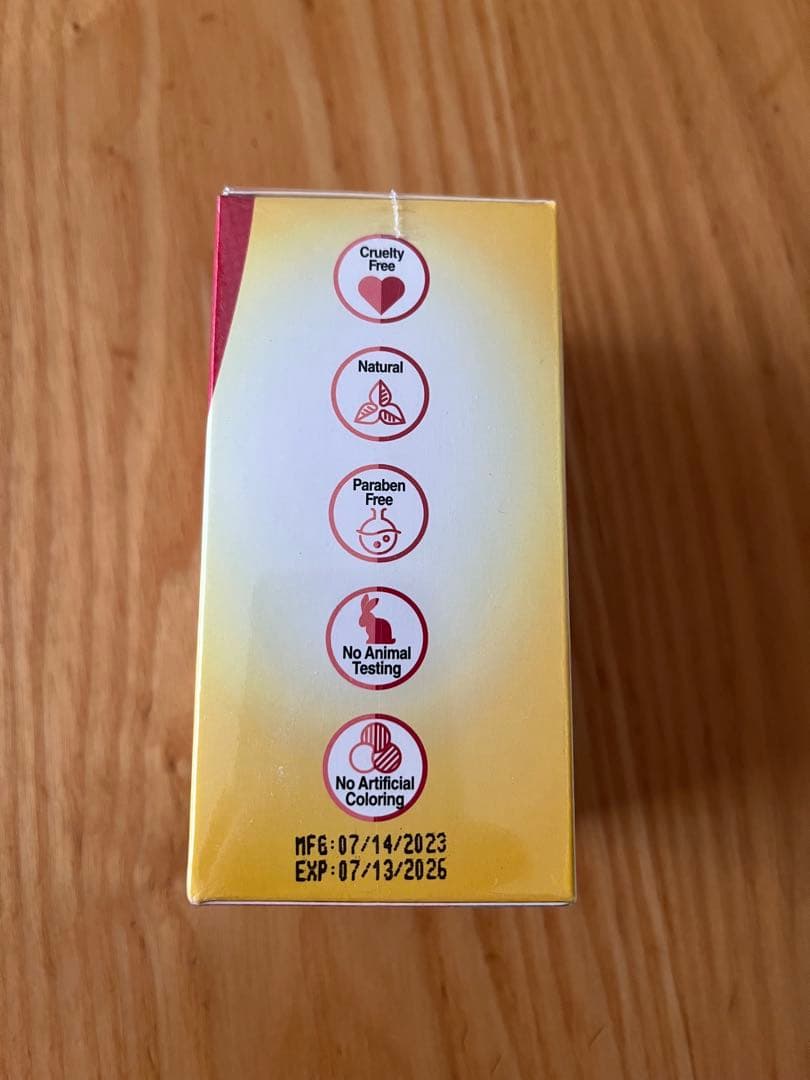 Cruelty
Free
Natural
Paraben
Free
No Animal
Testing
No Artificial
Coloring
MFG:07/14/2023
EXP:07/13/2026